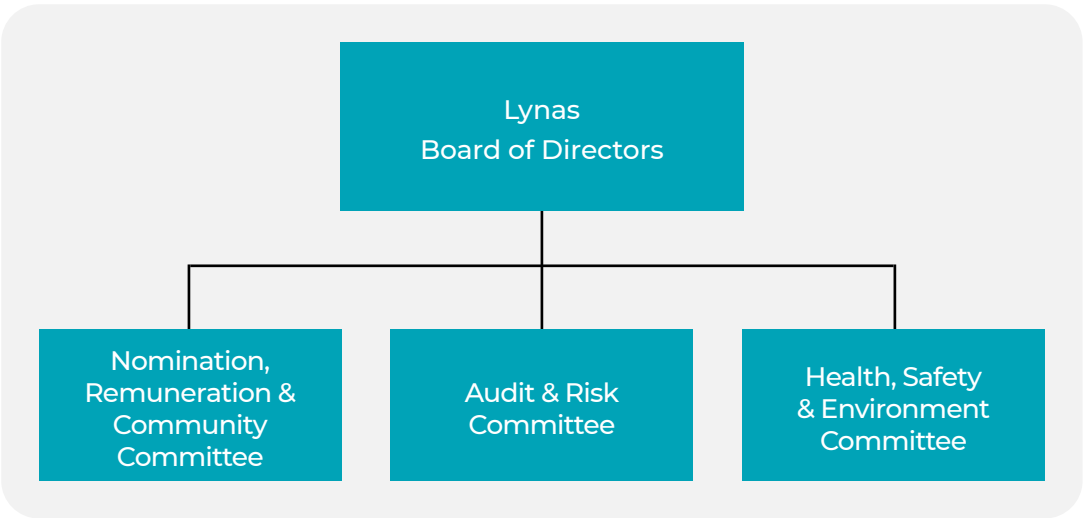 Lynas
Board of Directors
Nomination,
Remuneration &
Community
Committee
Audit & Risk
Committee
Health, Safety
& Environment
Committee